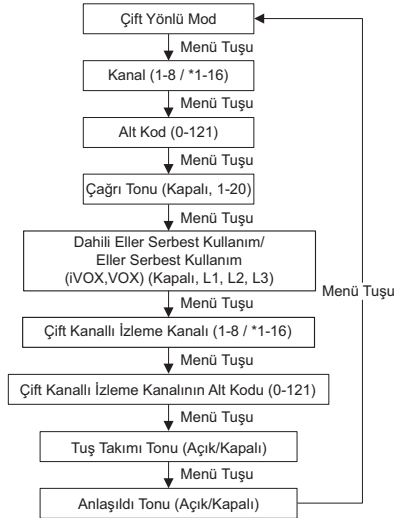 Çift Yönlü Mod
Menü Tuşu
Kanal (1-8 / *1-16)
Menü Tuşu
Alt Kod (0-121)
Menü Tuşu
Çağrı Tonu (Kapalı, 1-20)
Menü Tuşu
Dahili Eller Serbest Kullanım/
Eller Serbest Kullanım
(iVOX,VOX) (Kapalı, L1, L2, L3)
Menü Tuşu
Menü Tuşu
Çift Kanallı İzleme Kanalı (1-8 / *1-16)
Menü Tuşu
Çift Kanallı İzleme Kanalının Alt Kodu (0-121)
Menü Tuşu
Tuş Takımı Tonu (Açık/Kapalı)
Menü Tuşu
Anlaşıldı Tonu (Açık/Kapalı)